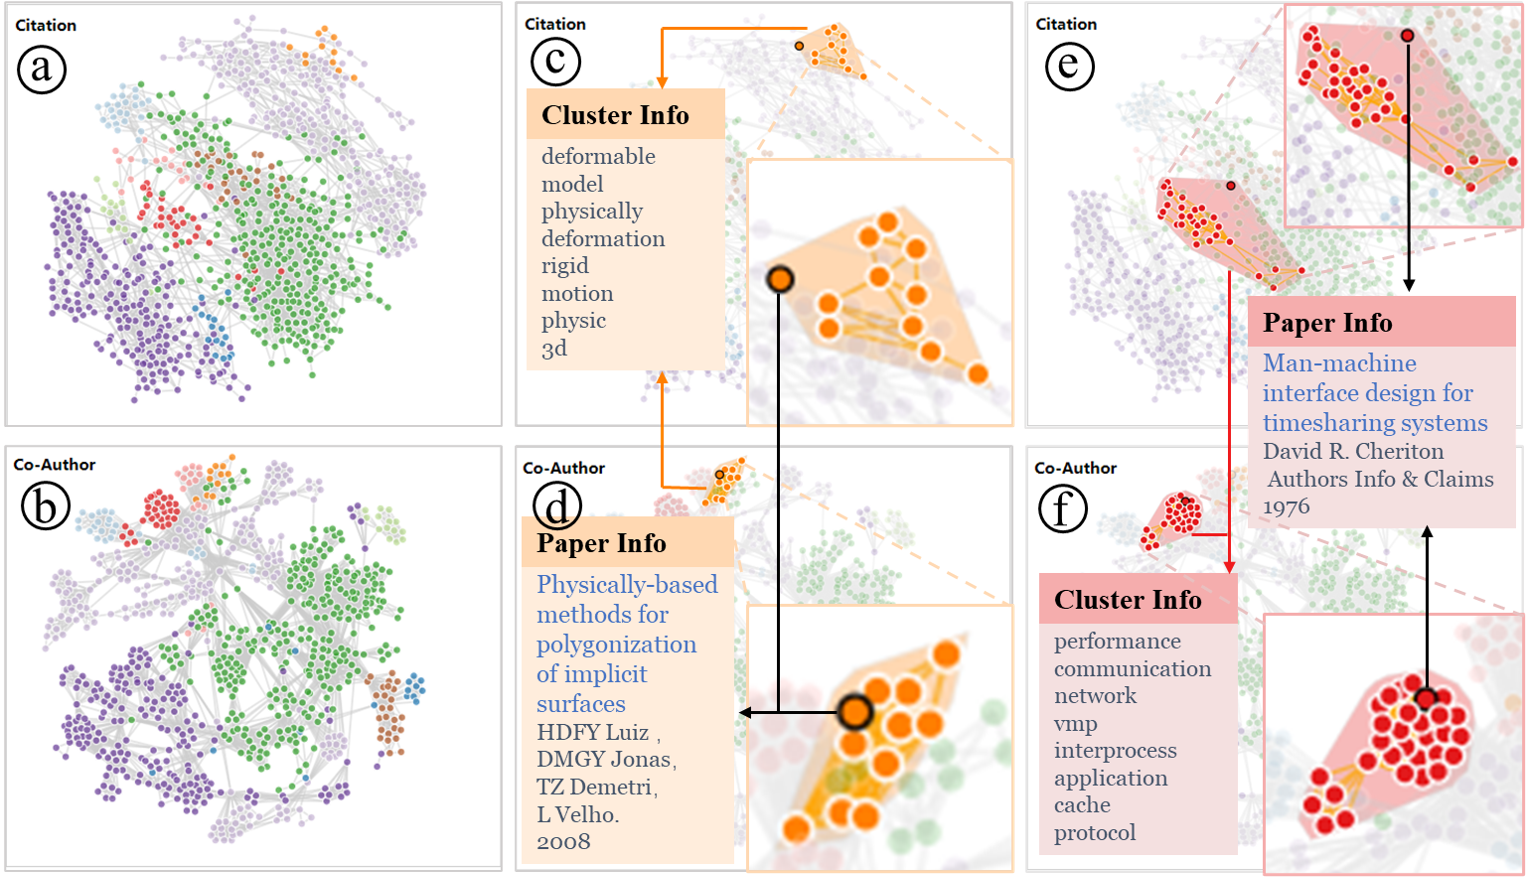 Citation
a
Co-Author
b
Citation
c
Cluster Info
deformable
model
physically
deformation
rigid
motion
physic
3d
Co-Author
d
Paper Info
Physically-based
methods for
polygonization
of implicit
surfaces
HDFY Luiz ,
DMGY Jonas,
TZ Demetri,
L Velho.
2008
Citation
e
Paper Info
Man-machine
interface design for
timesharing systems
David R. Cheriton
Authors Info & Claims
1976
Co-Author
f
Cluster Info
performance
communication
network
vmp
interprocess
application
cache
protocol